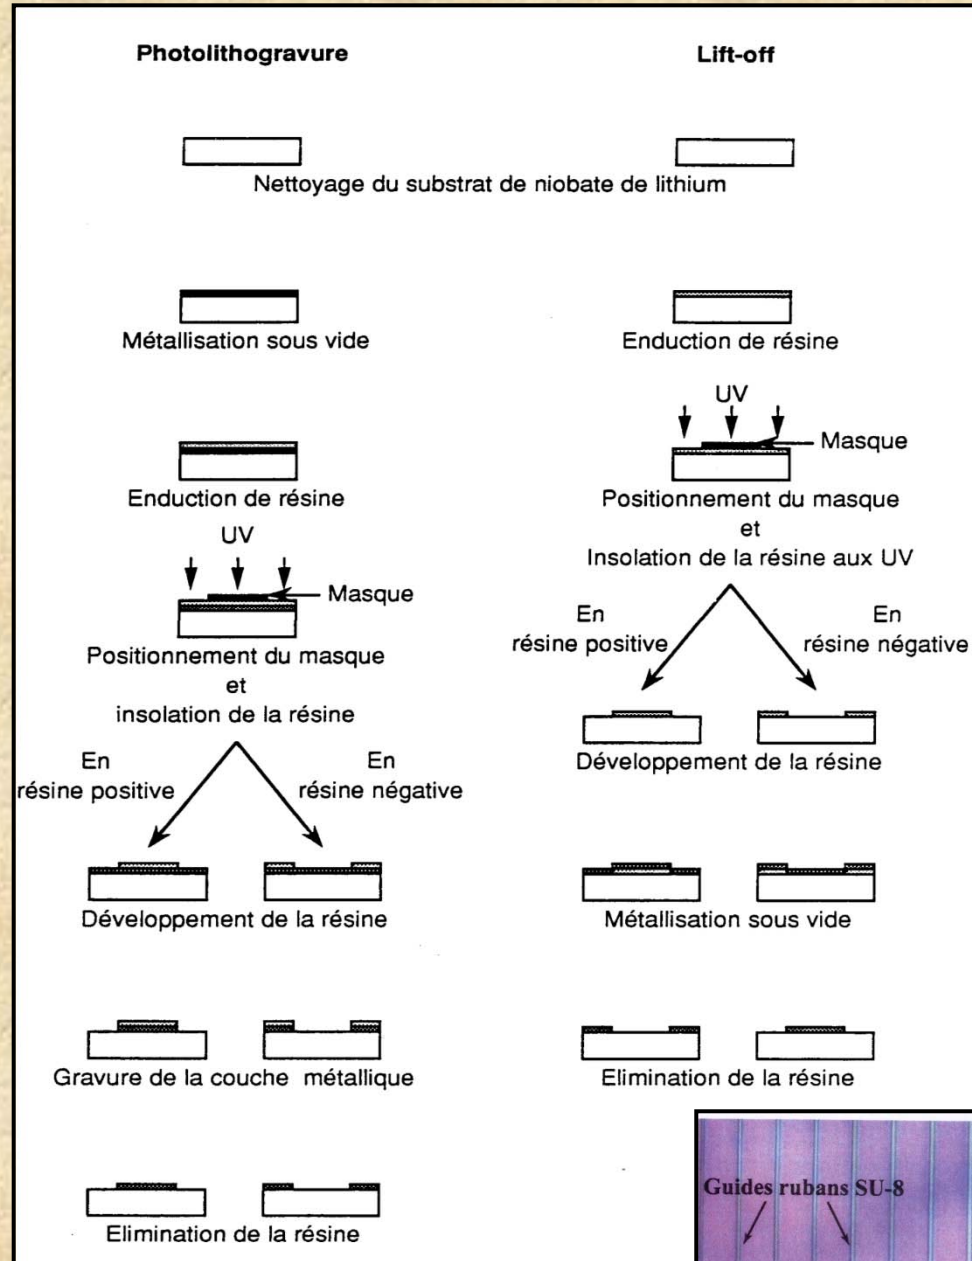 Photolithogravure
Lift-off
Nettoyage du substrat de niobate de lithium
Métallisation sous vide
Enduction de résine
Enduction de résine
UV
Masque
Positionnement du masque
et
Insolation de la résine aux UV
UV
Masque
Positionnement du masque
et
insolation de la résine
En
résine positive
En
résine négative
Développement de la résine
En
résine positive
En
résine négative
Développement de la résine
Métallisation sous vide
Gravure de la couche métallique
Elimination de la résine
Elimination de la résine
Guides rubans SU-8